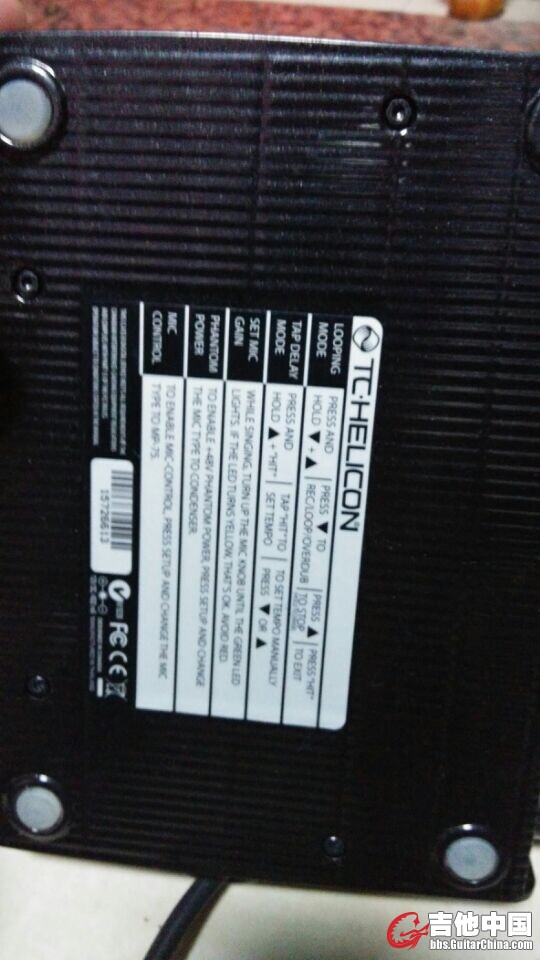 TC·HELICON
LOOPING MODE
PRESS AND HOLD ▼ + ▲
PRESS ▼ TO REC/LOOP/OVERDUB
PRESS ▲ TO STOP
PRESS "HIT" TO EXIT
TAP DELAY MODE
PRESS AND HOLD ▲ + "HIT"
TAP "HIT" TO SET TEMPO
TO SET TEMPO MANUALLY PRESS ▼ OR ▲
SET MIC GAIN
WHILE SINGING, TURN UP THE MIC KNOB UNTIL THE GREEN LED
LIGHTS. IF THE LED TURNS YELLOW, THAT'S OK. AVOID RED.
PHANTOM POWER
TO ENABLE +48V PHANTOM POWER, PRESS SETUP AND CHANGE
THE MIC TYPE TO CONDENSER.
MIC CONTROL
TO ENABLE MIC-CONTROL, PRESS SETUP AND CHANGE THE MIC
TYPE TO MP-75.
15726613
FC CE
吉他中国
bbs.GuitarChina.com